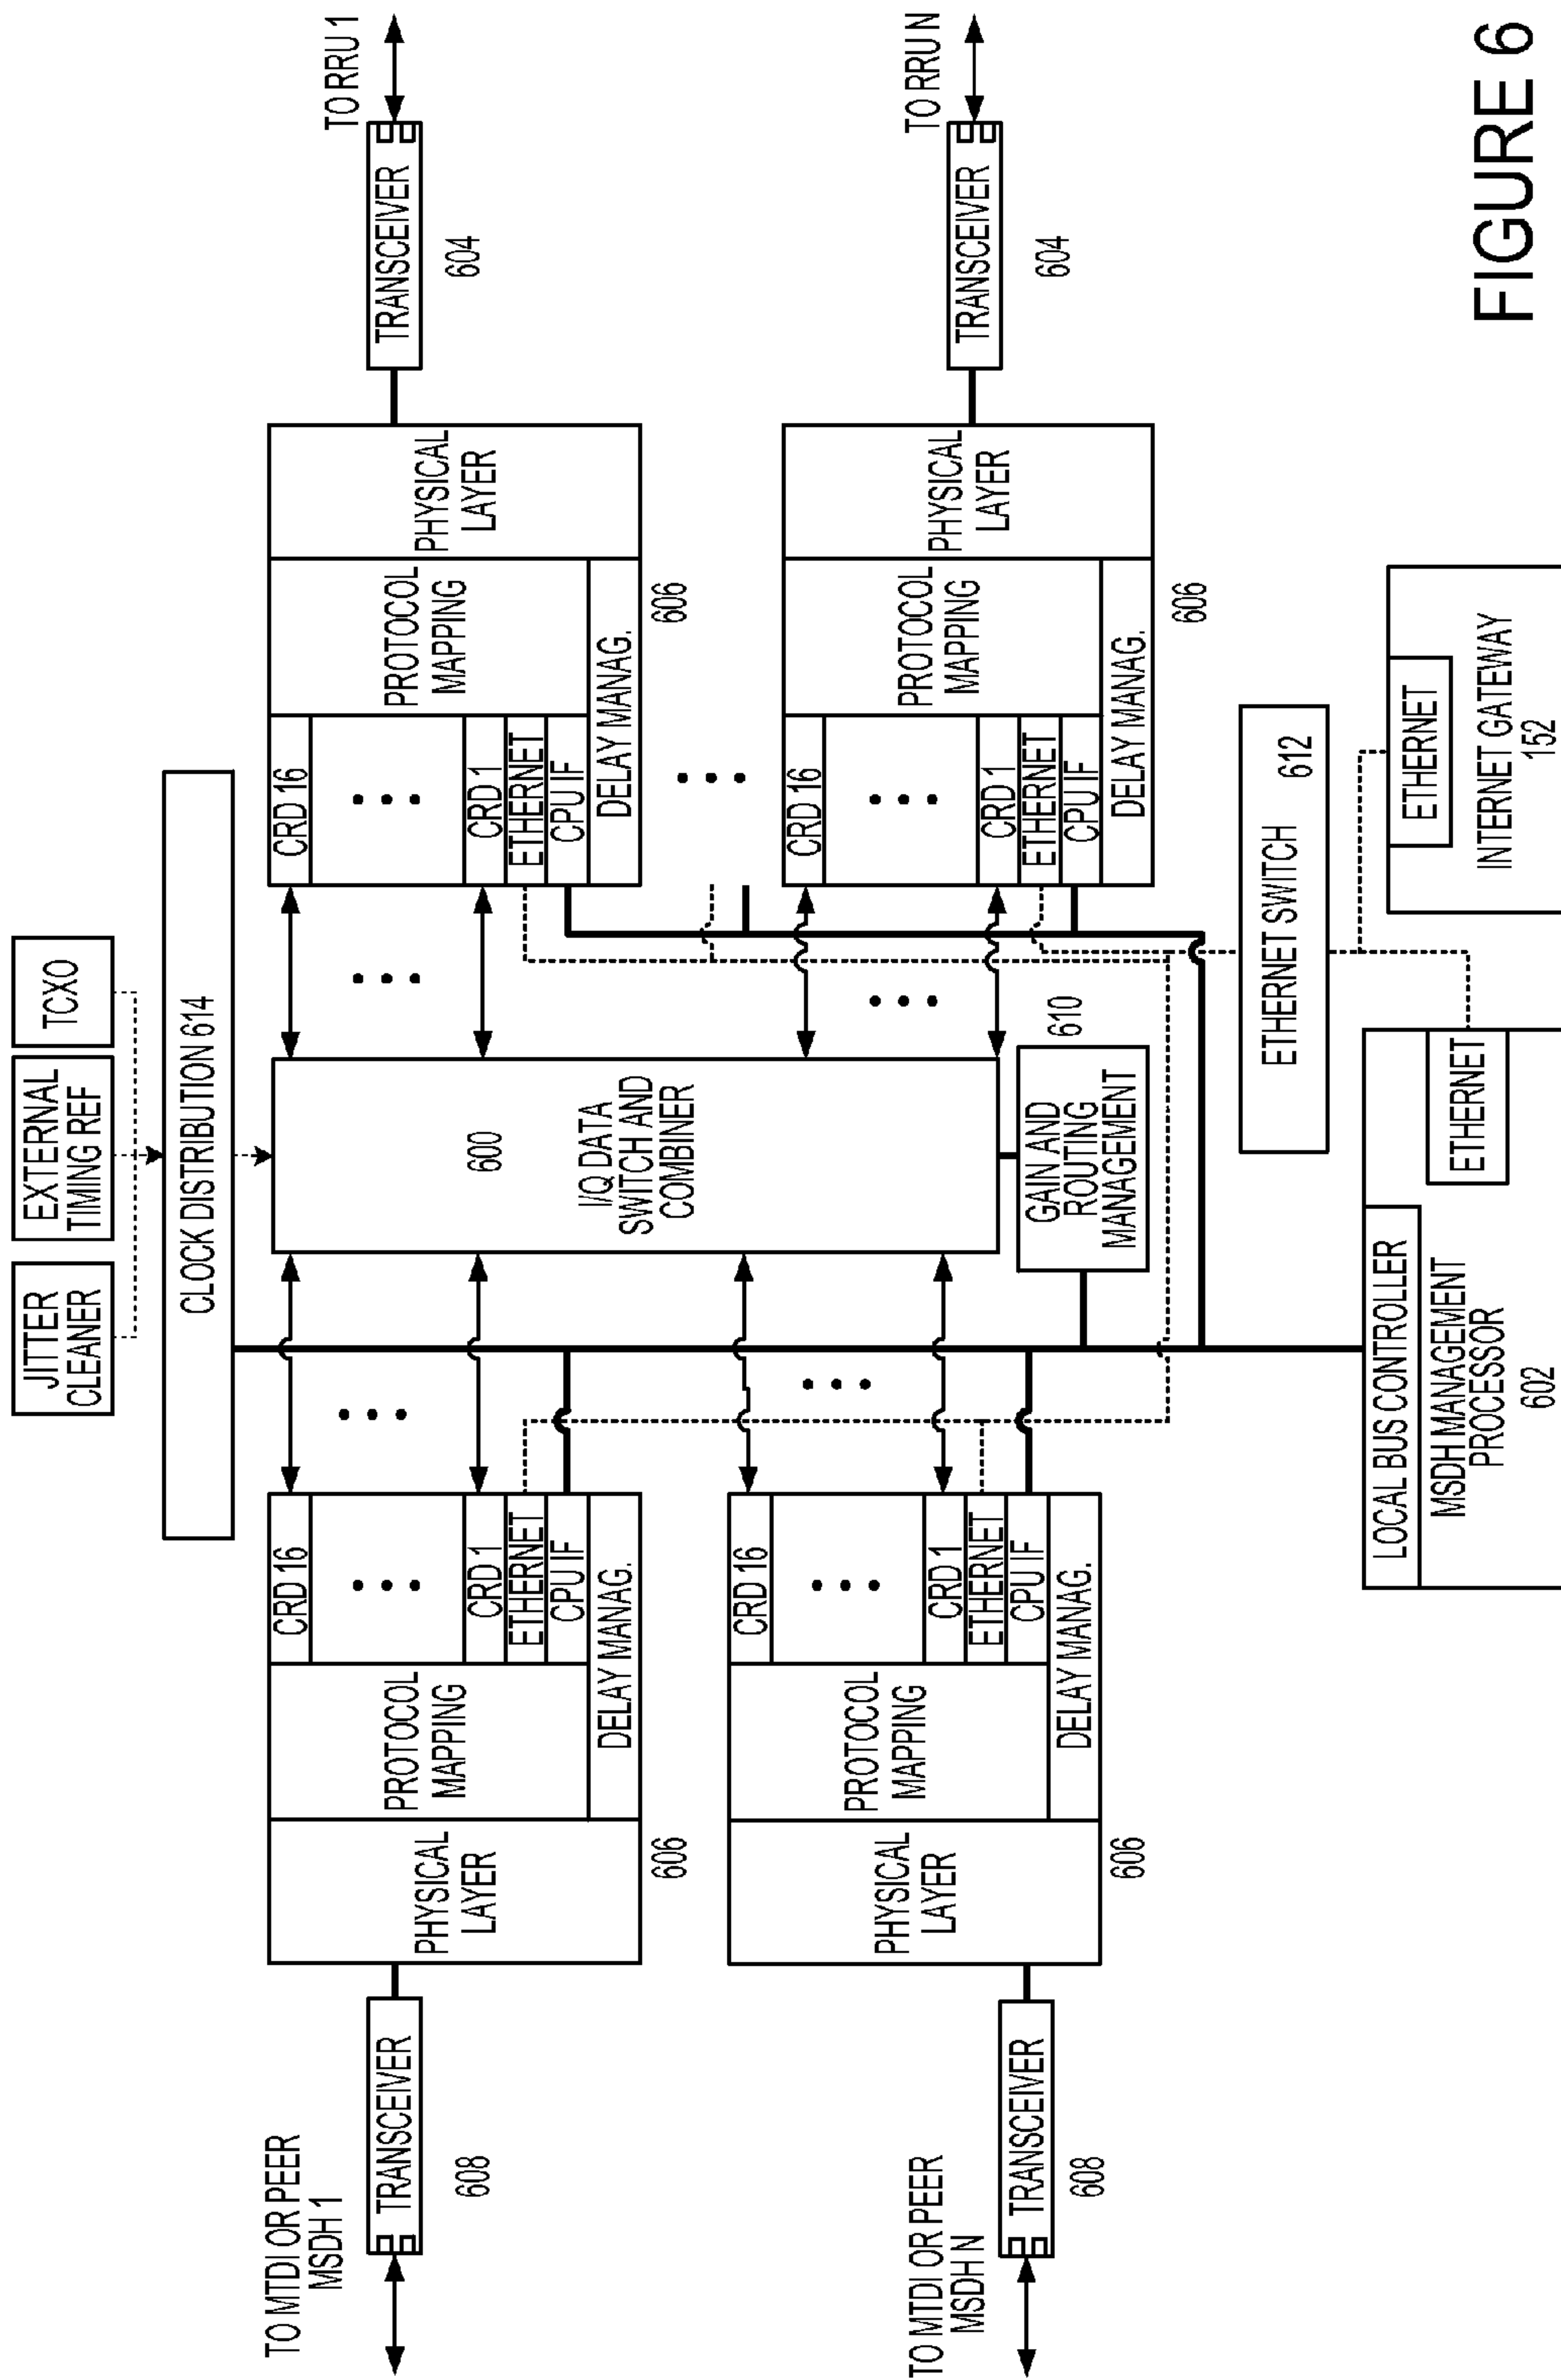 JITTER
CLEANER
EXTERNAL
TIMING REF
TCXO
CLOCK DISTRIBUTION 614
TO MTDI OR PEER
MSDH 1
TRANSCEIVER
608
PHYSICAL
LAYER
PROTOCOL
MAPPING
CRD 16
CRD 1
ETHERNET
CPU IF
DELAY MANAG.
606
600
I/Q DATA
SWITCH AND
COMBINER
CRD 16
CRD 1
ETHERNET
CPU IF
DELAY MANAG.
PROTOCOL
MAPPING
PHYSICAL
LAYER
606
TRANSCEIVER
604
TO RRU 1
TO MTDI OR PEER
MSDH N
TRANSCEIVER
608
PHYSICAL
LAYER
PROTOCOL
MAPPING
CRD 16
CRD 1
ETHERNET
CPU IF
DELAY MANAG.
606
GAIN AND
ROUTING
MANAGEMENT
610
CRD 16
CRD 1
ETHERNET
CPU IF
DELAY MANAG.
PROTOCOL
MAPPING
PHYSICAL
LAYER
606
TRANSCEIVER
604
TO RRU N
LOCAL BUS CONTROLLER
MSDH MANAGEMENT
PROCESSOR
602
ETHERNET
ETHERNET SWITCH
612
ETHERNET
INTERNET GATEWAY
152
FIGURE 6